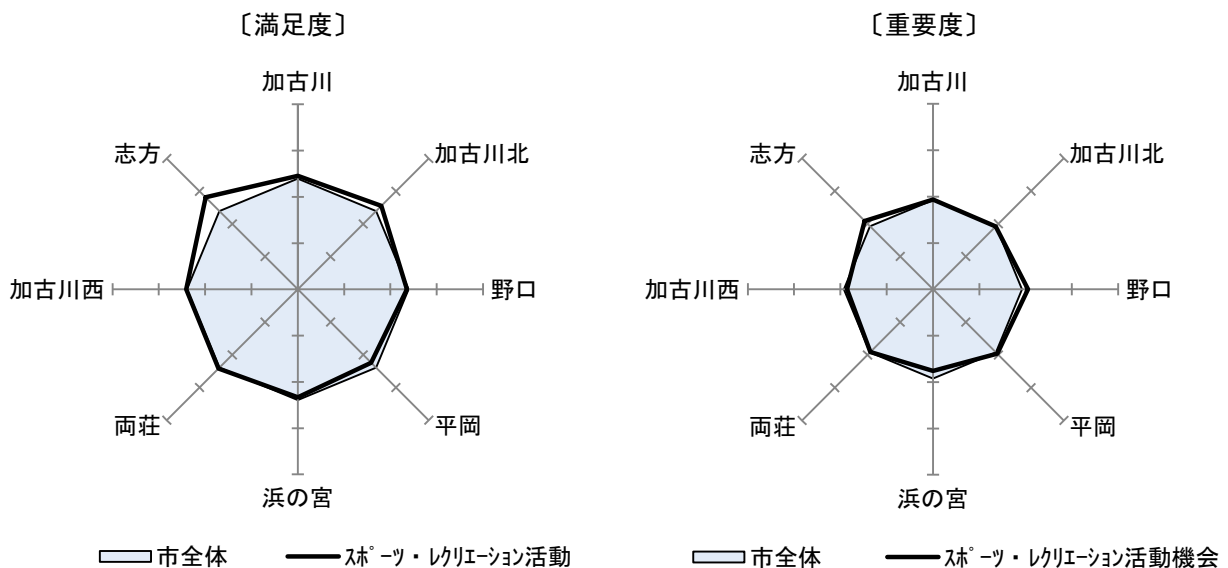 〔満足度〕
加古川
加古川北
野口
平岡
浜の宮
両荘
加古川西
志方
市全体
ｽﾎﾟｰﾂ・ﾚｸﾘｴｰｼｮﾝ活動
〔重要度〕
加古川
加古川北
野口
平岡
浜の宮
両荘
加古川西
志方
市全体
ｽﾎﾟｰﾂ・ﾚｸﾘｴｰｼｮﾝ活動機会